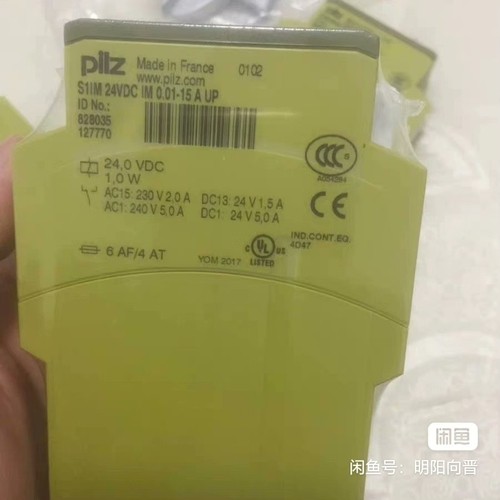 pilz Made in France 0102
www.pilz.com
S1IM 24VDC IM 0.01-15 A UP
ID No.:
828035
127770
24,0 VDC
1,0 W
AC15: 230 V 2,0 A DC13: 24 V 1,5 A
AC1: 240 V 5,0 A DC1: 24 V 5,0 A
CCC
CE
IND.CONT.EQ.
4D47
C UL US
LISTED
6 AF/4 AT
YOM 2017
闲鱼
闲鱼号：明阳向晋